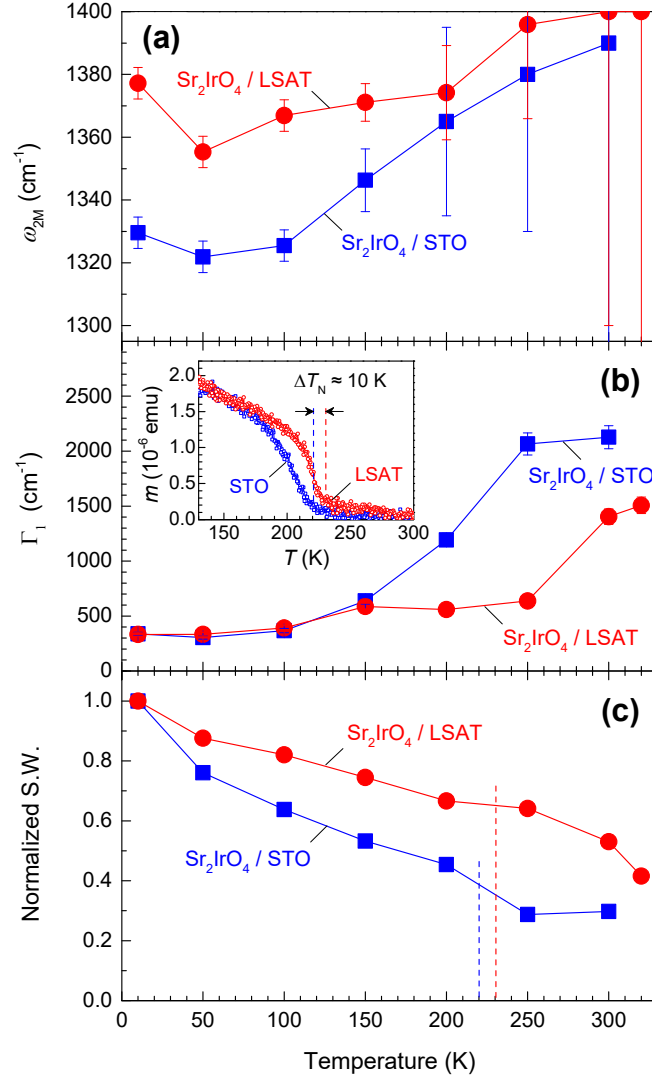 (a)
1400
1380
1360
1340
1320
1300
ω2M (cm⁻¹)
Sr₂IrO₄ / LSAT
Sr₂IrO₄ / STO
(b)
2500
2000
1500
1000
500
0
Γ₁ (cm⁻¹)
2.0
1.5
1.0
0.5
0.0
m (10⁻⁶ emu)
ΔTN ≈ 10 K
STO
LSAT
150 200 250 300
T (K)
Sr₂IrO₄ / STO
Sr₂IrO₄ / LSAT
(c)
1.0
0.8
0.6
0.4
0.2
0.0
Normalized S.W.
Sr₂IrO₄ / LSAT
Sr₂IrO₄ / STO
0 50 100 150 200 250 300
Temperature (K)